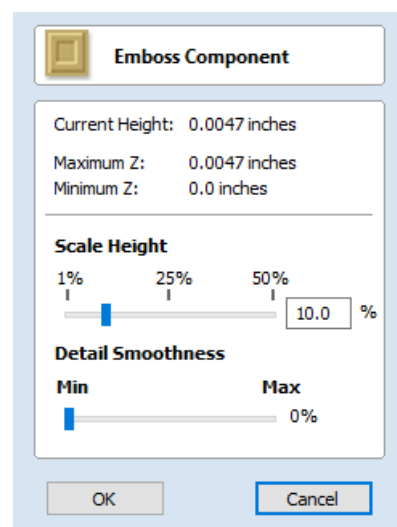 Emboss Component
Current Height: 0.0047 inches
Maximum Z: 0.0047 inches
Minimum Z: 0.0 inches
Scale Height
1% 25% 50%
10.0 %
Detail Smoothness
Min Max
0%
OK Cancel